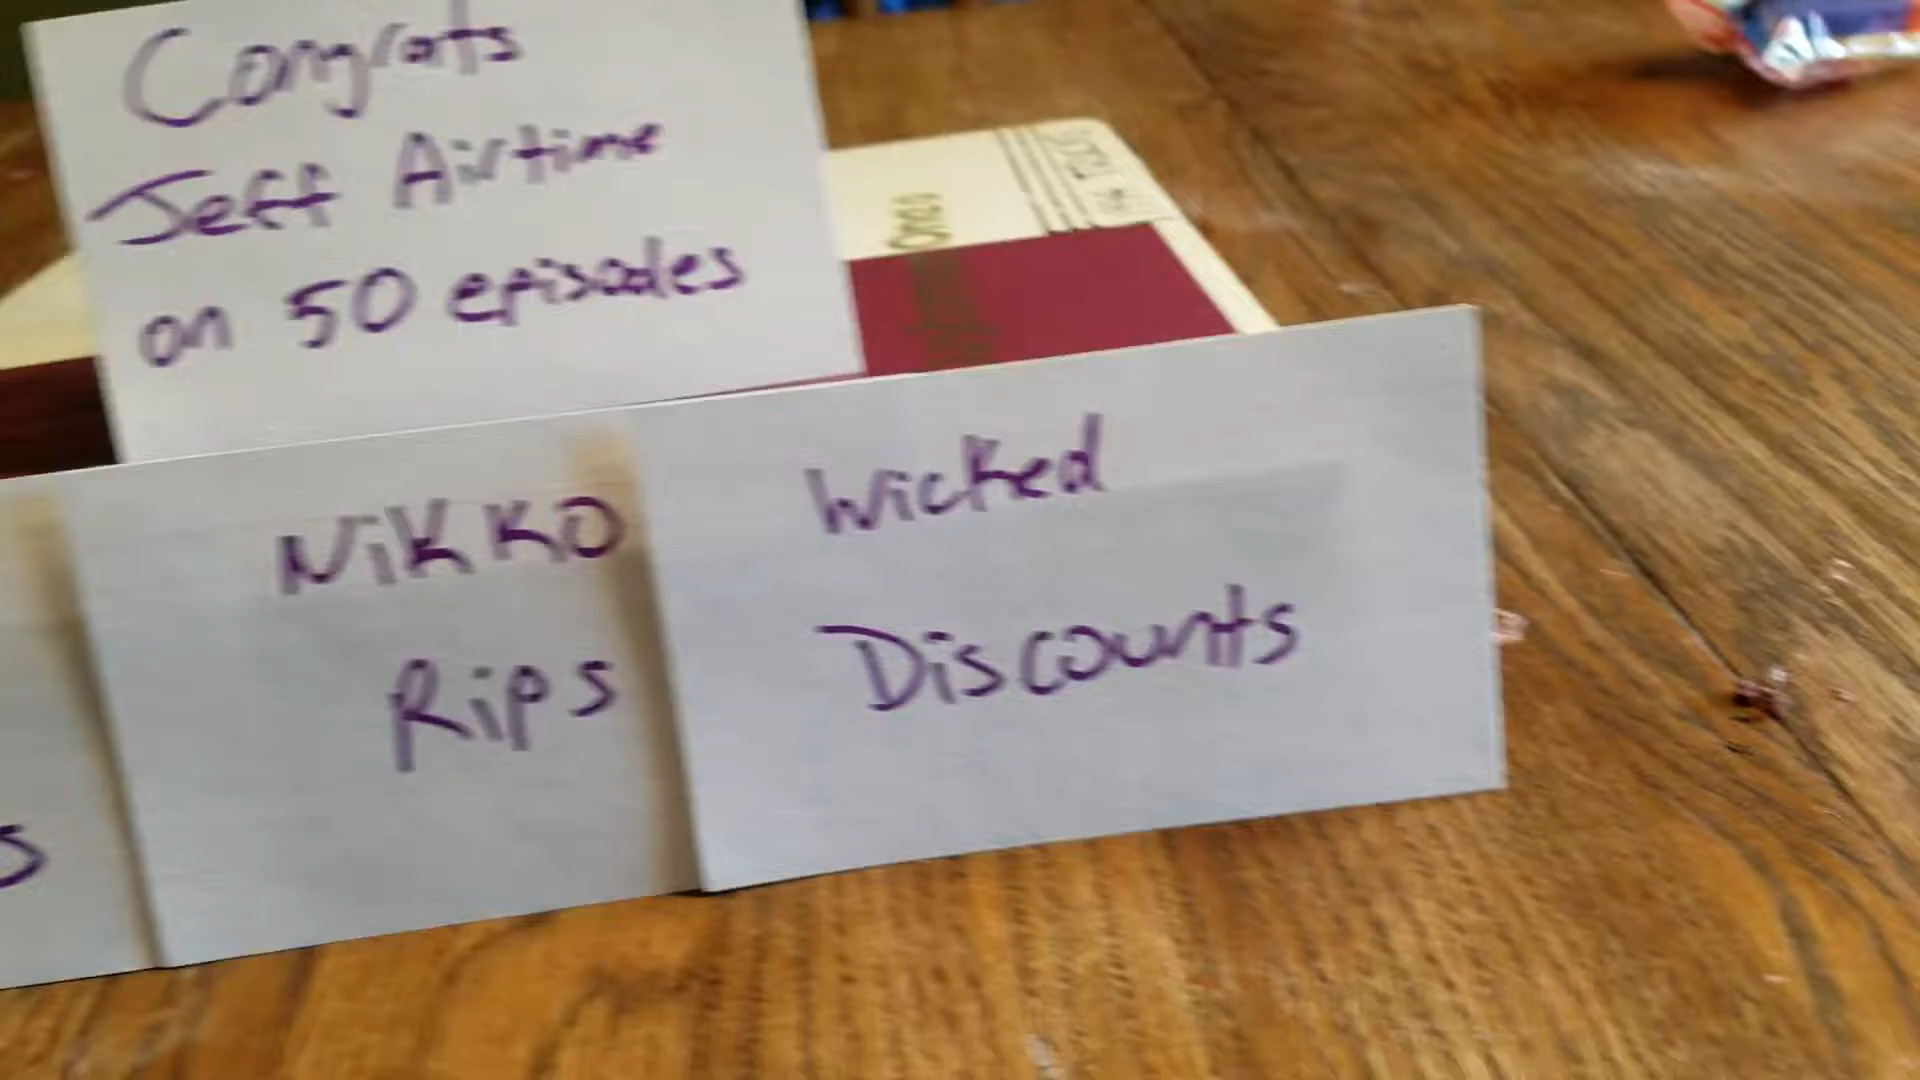 Congrats
Jeff Airtime
on 50 episodes
NiKKO
Rips
Wicked
Discounts
s